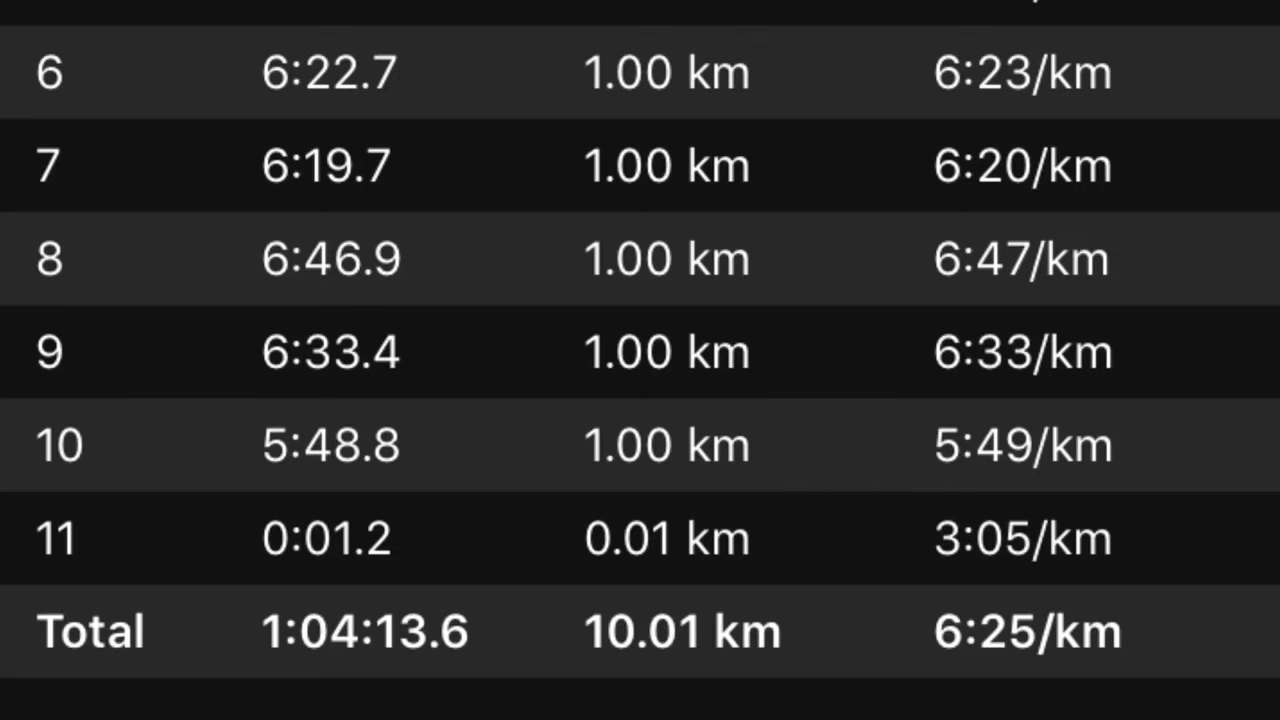 6 6:22.7 1.00 km 6:23/km
7 6:19.7 1.00 km 6:20/km
8 6:46.9 1.00 km 6:47/km
9 6:33.4 1.00 km 6:33/km
10 5:48.8 1.00 km 5:49/km
11 0:01.2 0.01 km 3:05/km
Total 1:04:13.6 10.01 km 6:25/km